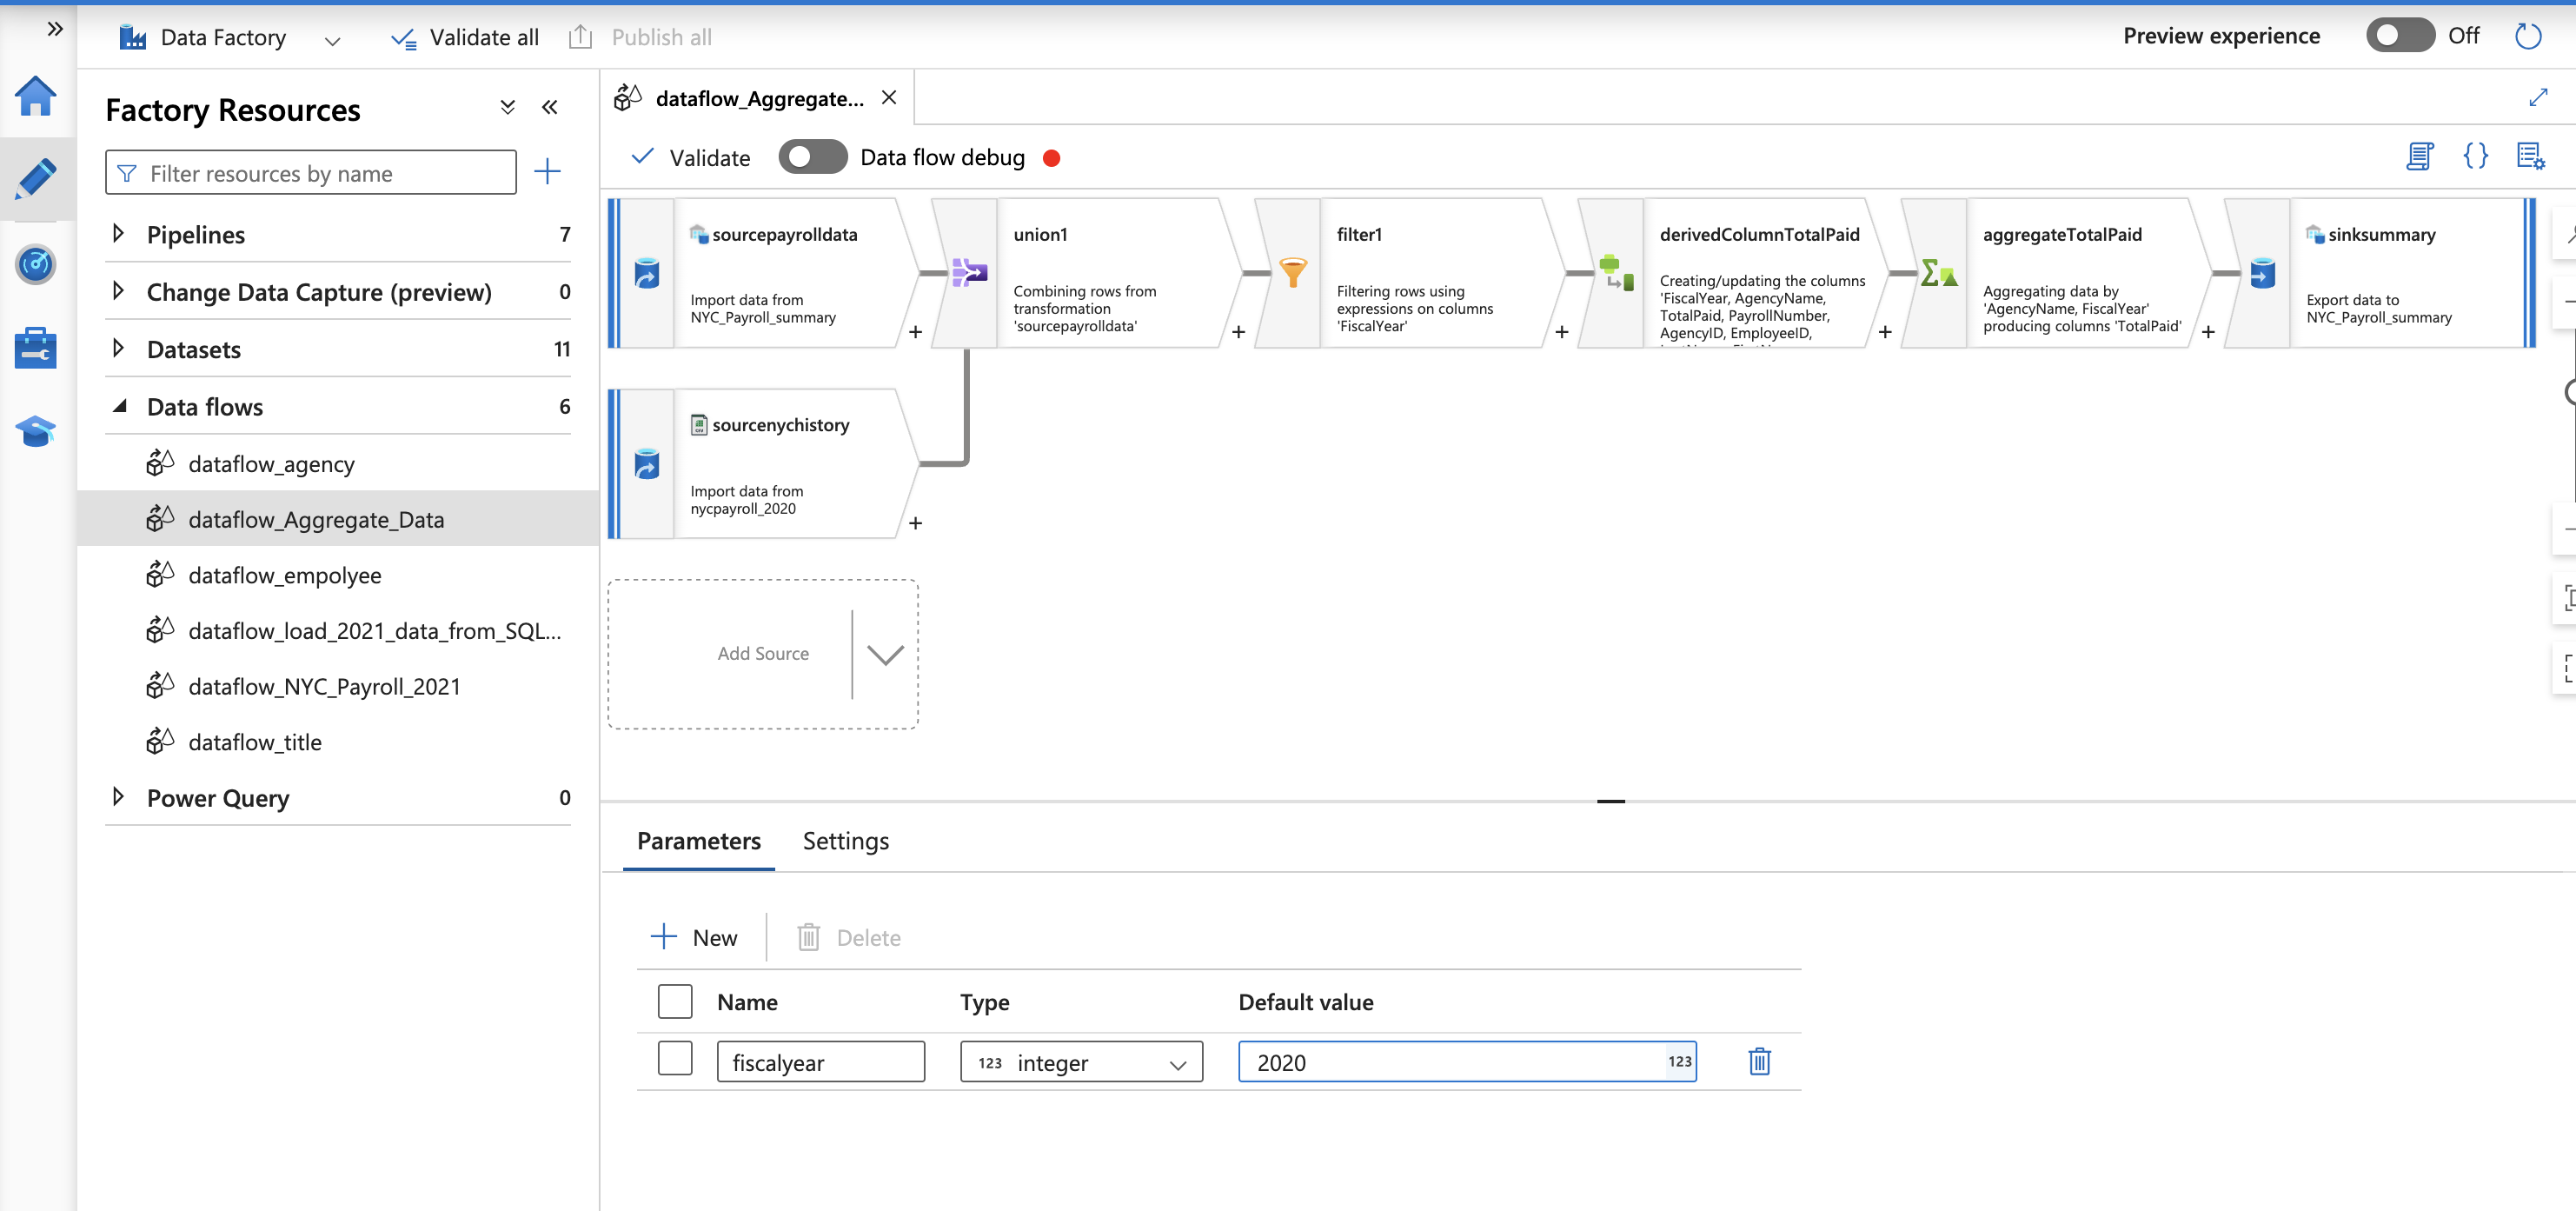 Data Factory
Validate all
Publish all
Preview experience
Off
Factory Resources
Filter resources by name
Pipelines 7
Change Data Capture (preview) 0
Datasets 11
Data flows 6
dataflow_agency
dataflow_Aggregate_Data
dataflow_empolyee
dataflow_load_2021_data_from_SQL...
dataflow_NYC_Payroll_2021
dataflow_title
Power Query 0
dataflow_Aggregate...
Validate
Data flow debug
sourcepayrolldata
Import data from
NYC_Payroll_summary
+
union1
Combining rows from
transformation
'sourcepayrolldata'
+
filter1
Filtering rows using
expressions on columns
'FiscalYear'
+
derivedColumnTotalPaid
Creating/updating the columns
'FiscalYear, AgencyName,
TotalPaid, PayrollNumber,
AgencyID, EmployeeID,
+
aggregateTotalPaid
Aggregating data by
'AgencyName, FiscalYear'
producing columns 'TotalPaid'
+
sinksummary
Export data to
NYC_Payroll_summary
sourcenychistory
Import data from
nycpayroll_2020
+
Add Source
Parameters
Settings
New
Delete
Name Type Default value
fiscalyear 123 integer 2020 123